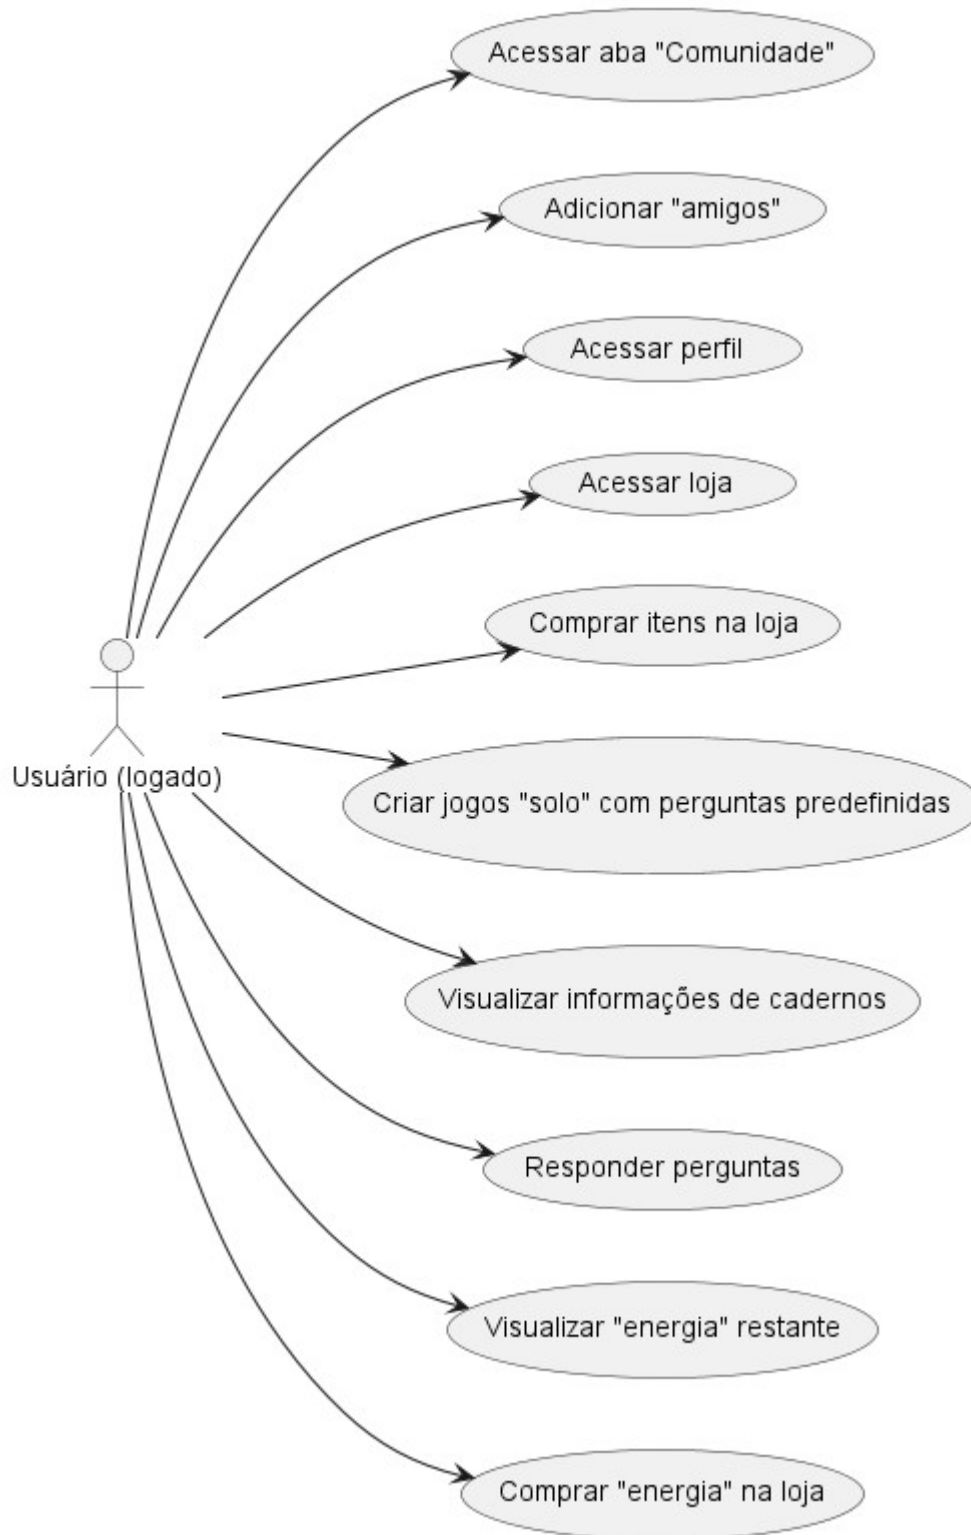 Acessar aba "Comunidade"
Adicionar "amigos"
Acessar perfil
Acessar loja
Comprar itens na loja
Criar jogos "solo" com perguntas predefinidas
Usuário (logado)
Visualizar informações de cadernos
Responder perguntas
Visualizar "energia" restante
Comprar "energia" na loja